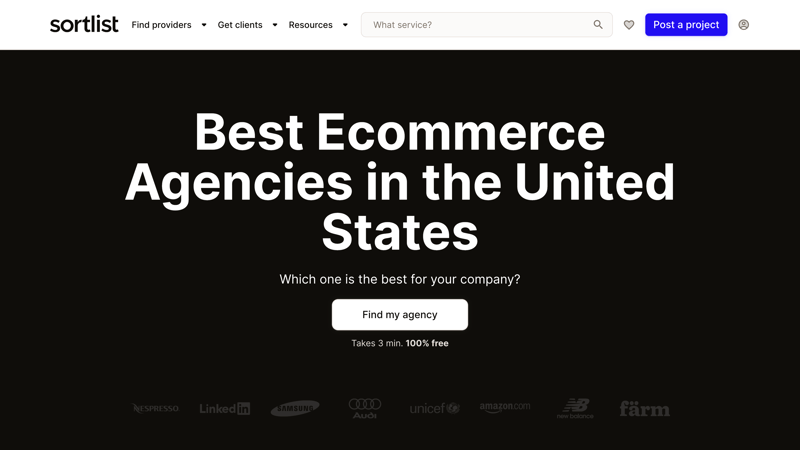 sortlist Find providers Get clients Resources What service? Post a project
Best Ecommerce
Agencies in the United
States
Which one is the best for your company?
Find my agency
Takes 3 min. 100% free
NESPRESSO LinkedIn SAMSUNG Audi unicef amazon.com new balance färm